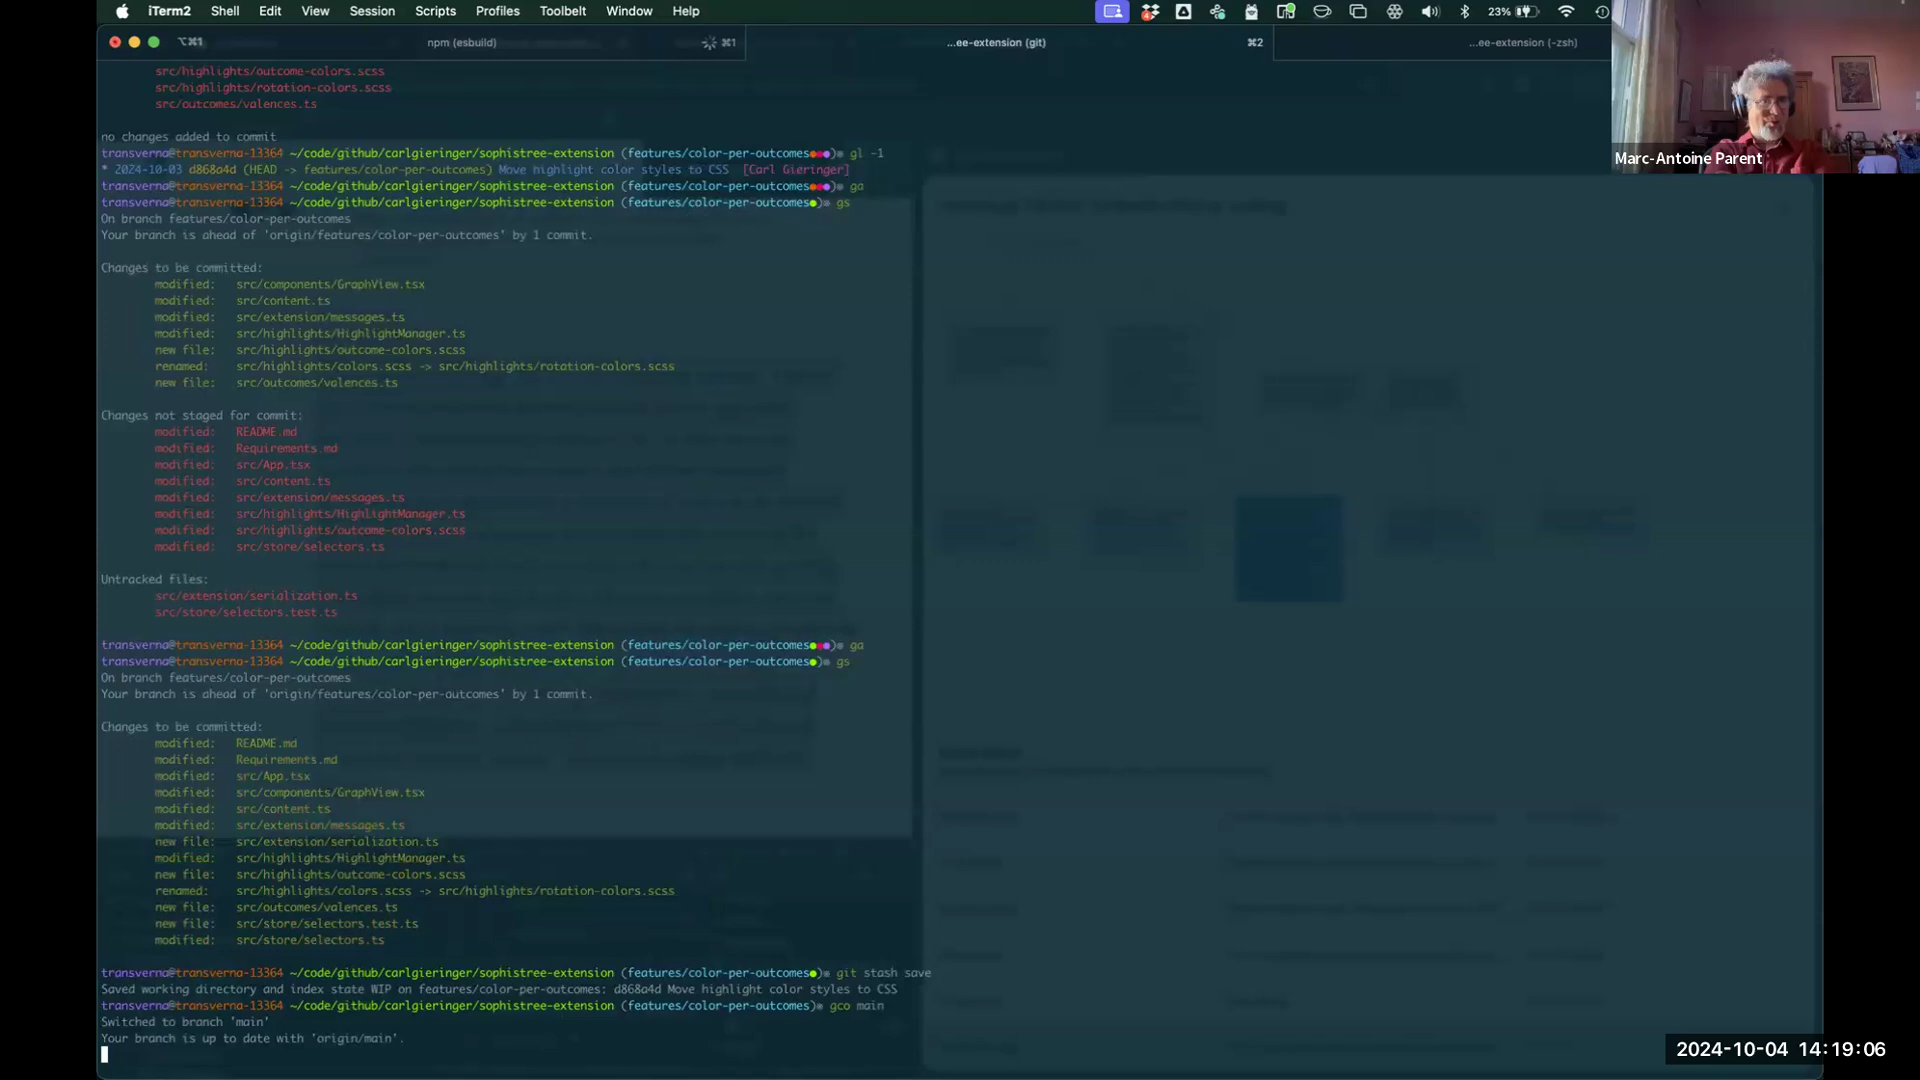 iTerm2 Shell Edit View Session Scripts Profiles Toolbelt Window Help 23%
⌥⌘1 npm (esbuild) ⌘1 ...ee-extension (git) ⌘2 ...ee-extension (-zsh)
src/highlights/outcome-colors.scss
src/highlights/rotation-colors.scss
src/outcomes/valences.ts
no changes added to commit
transverna@transverna-13364 ~/code/github/carlgieringer/sophistree-extension (features/color-per-outcomes●●●)» gl -1
* 2024-10-03 d868a4d (HEAD -> features/color-per-outcomes) Move highlight color styles to CSS [Carl Gieringer]
transverna@transverna-13364 ~/code/github/carlgieringer/sophistree-extension (features/color-per-outcomes●●●)» ga
transverna@transverna-13364 ~/code/github/carlgieringer/sophistree-extension (features/color-per-outcomes●)» gs
On branch features/color-per-outcomes
Your branch is ahead of 'origin/features/color-per-outcomes' by 1 commit.
Changes to be committed:
modified: src/components/GraphView.tsx
modified: src/content.ts
modified: src/extension/messages.ts
modified: src/highlights/HighlightManager.ts
new file: src/highlights/outcome-colors.scss
renamed: src/highlights/colors.scss -> src/highlights/rotation-colors.scss
new file: src/outcomes/valences.ts
Changes not staged for commit:
modified: README.md
modified: Requirements.md
modified: src/App.tsx
modified: src/content.ts
modified: src/extension/messages.ts
modified: src/highlights/HighlightManager.ts
modified: src/highlights/outcome-colors.scss
modified: src/store/selectors.ts
Untracked files:
src/extension/serialization.ts
src/store/selectors.test.ts
transverna@transverna-13364 ~/code/github/carlgieringer/sophistree-extension (features/color-per-outcomes●●●)» ga
transverna@transverna-13364 ~/code/github/carlgieringer/sophistree-extension (features/color-per-outcomes●)» gs
On branch features/color-per-outcomes
Your branch is ahead of 'origin/features/color-per-outcomes' by 1 commit.
Changes to be committed:
modified: README.md
modified: Requirements.md
modified: src/App.tsx
modified: src/components/GraphView.tsx
modified: src/content.ts
modified: src/extension/messages.ts
new file: src/extension/serialization.ts
modified: src/highlights/HighlightManager.ts
new file: src/highlights/outcome-colors.scss
renamed: src/highlights/colors.scss -> src/highlights/rotation-colors.scss
new file: src/outcomes/valences.ts
new file: src/store/selectors.test.ts
modified: src/store/selectors.ts
transverna@transverna-13364 ~/code/github/carlgieringer/sophistree-extension (features/color-per-outcomes●)» git stash save
Saved working directory and index state WIP on features/color-per-outcomes: d868a4d Move highlight color styles to CSS
transverna@transverna-13364 ~/code/github/carlgieringer/sophistree-extension (features/color-per-outcomes)» gco main
Switched to branch 'main'
Your branch is up to date with 'origin/main'.
Marc-Antoine Parent
2024-10-04 14:19:06